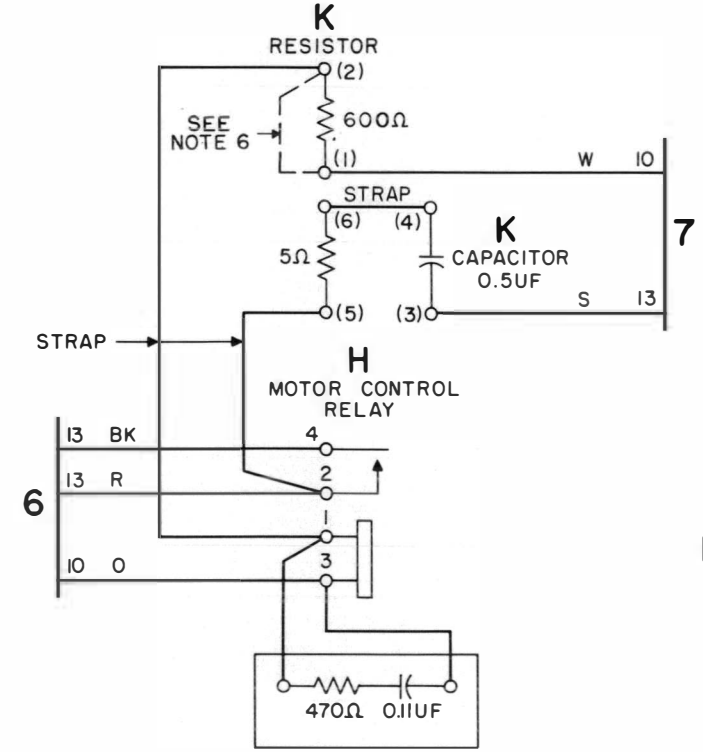 K
RESISTOR
(2)
SEE
NOTE 6
600Ω
(1)
W 10
STRAP
(6) (4)
K
7
5Ω
CAPACITOR
0.5UF
S 13
(5) (3)
STRAP
H
MOTOR CONTROL
RELAY
13 BK 4
13 R 2
6
1
3
10 O
470Ω 0.11UF